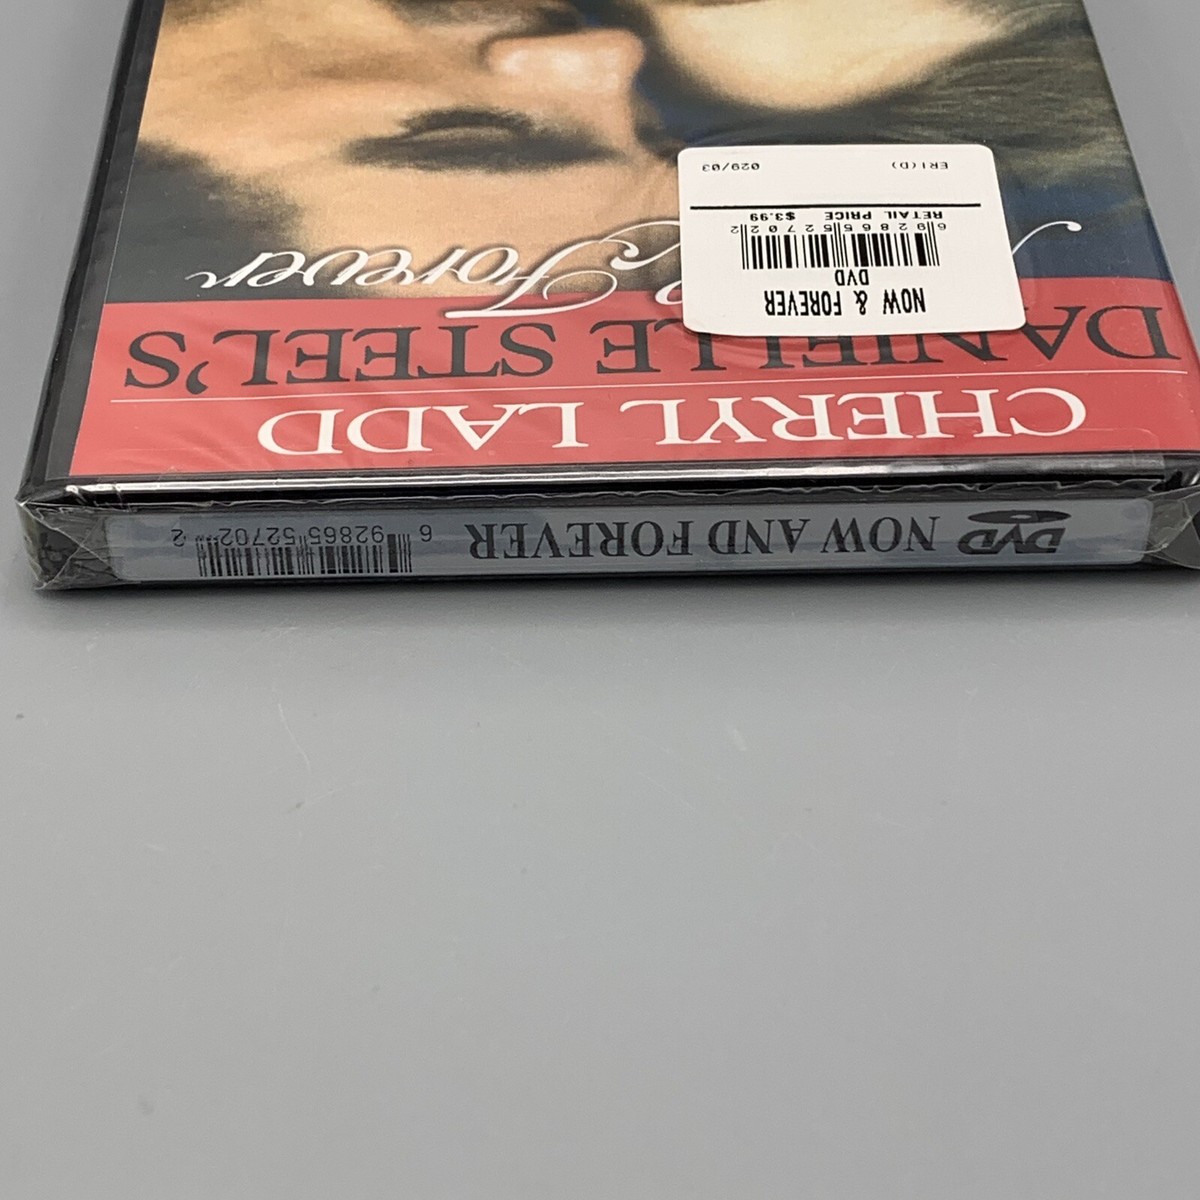 CHERYL LADD
DANIELLE STEEL'S
Forever
NOW & FOREVER
DVD
6 92865 52702 2
RETAIL PRICE $3.99
ERI(D) 029/03
DVD NOW AND FOREVER 6 92865 52702 2